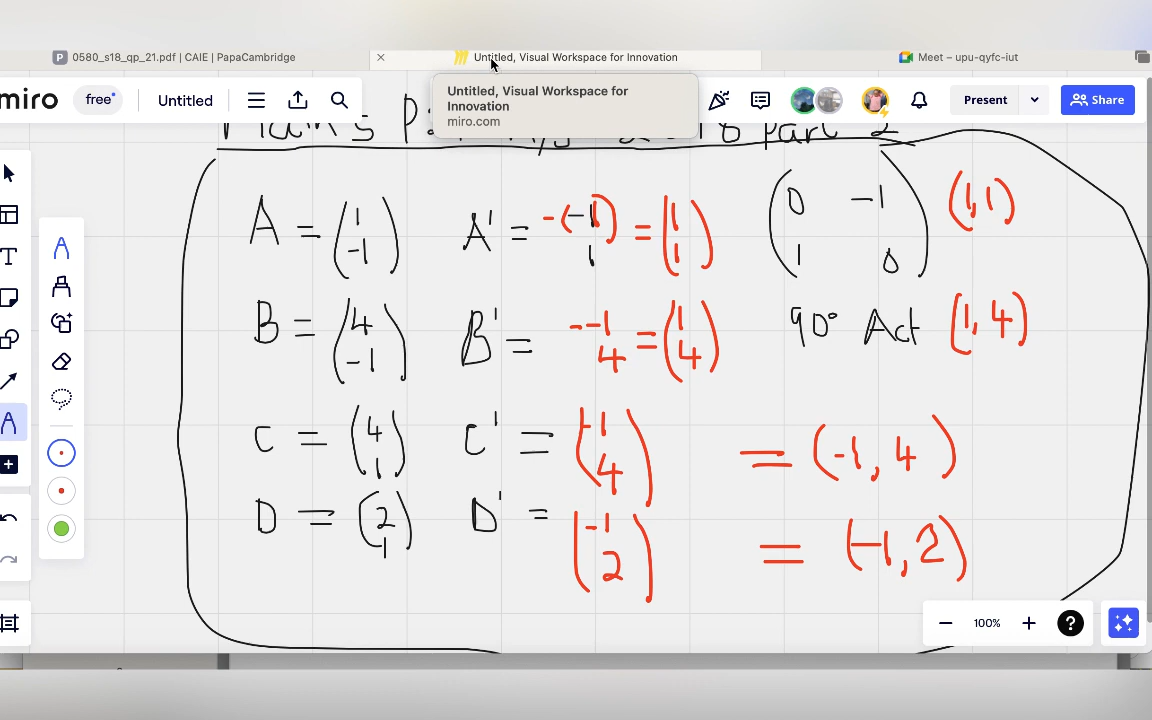 0580_s18_qp_21.pdf | CAIE | PapaCambridge
Untitled, Visual Workspace for Innovation
Meet – upu-qyfc-iut
miro
free
Untitled
Present
Share
Untitled, Visual Workspace for
Innovation
miro.com
part 2
A = (1 -1) A' = -(-1) 1 = (1 1) (0 -1 1 0) (1,1)
B = (4 -1) B' = --1 4 = (1 4) 90° Act (1, 4)
C = (4 1) C' = (-1 4) = (-1, 4)
D = (2 1) D' = (-1 2) = (-1, 2)
100%